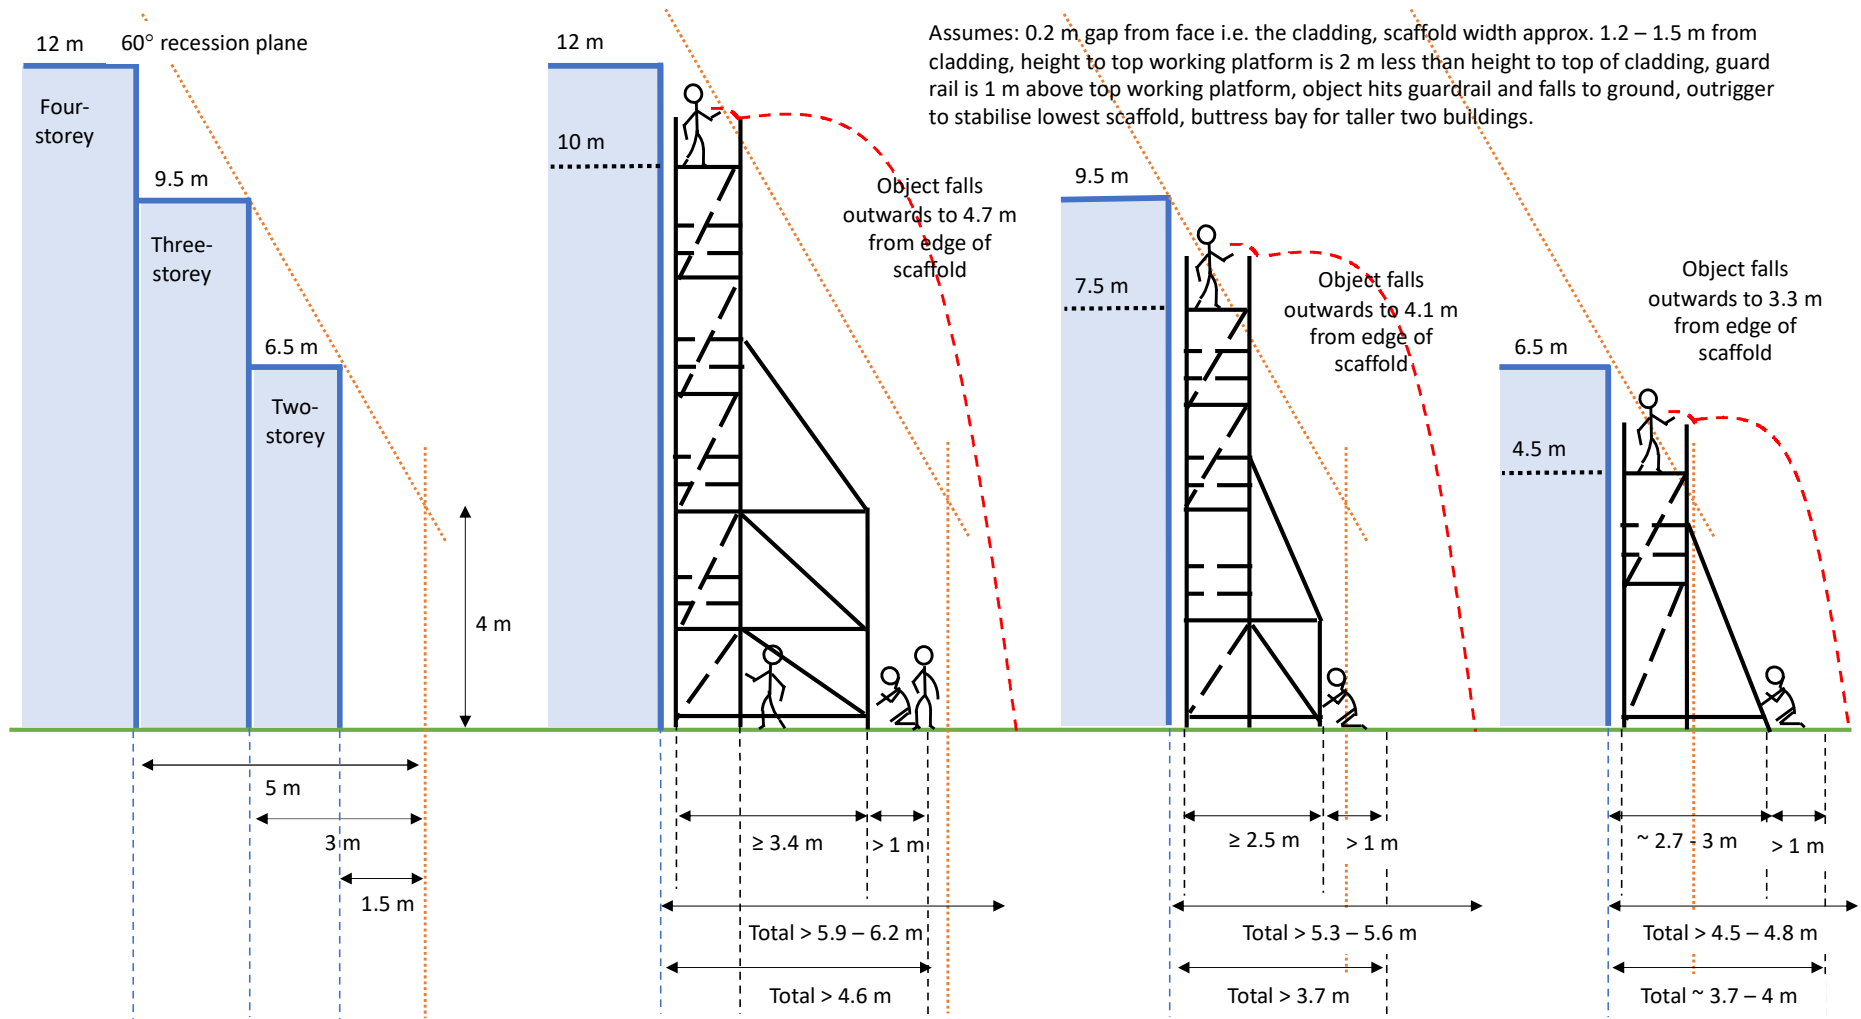 Assumes: 0.2 m gap from face i.e. the cladding, scaffold width approx. 1.2 – 1.5 m from
cladding, height to top working platform is 2 m less than height to top of cladding, guard
rail is 1 m above top working platform, object hits guardrail and falls to ground, outrigger
to stabilise lowest scaffold, buttress bay for taller two buildings.
12 m
60° recession plane
Four-
storey
9.5 m
Three-
storey
6.5 m
Two-
storey
4 m
5 m
3 m
1.5 m
12 m
10 m
Object falls
outwards to 4.7 m
from edge of
scaffold
≥ 3.4 m
> 1 m
Total > 5.9 – 6.2 m
Total > 4.6 m
9.5 m
7.5 m
Object falls
outwards to 4.1 m
from edge of
scaffold
≥ 2.5 m
> 1 m
Total > 5.3 – 5.6 m
Total > 3.7 m
6.5 m
4.5 m
Object falls
outwards to 3.3 m
from edge of
scaffold
~ 2.7 - 3 m
> 1 m
Total > 4.5 – 4.8 m
Total ~ 3.7 – 4 m